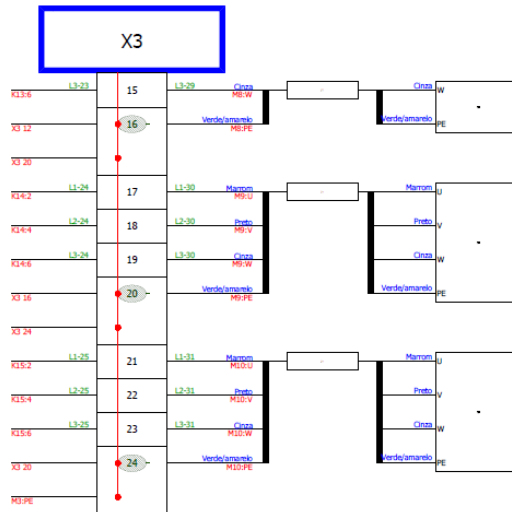 X3
L3-23 15 L3-29 Cinza Cinza W
K13:6 M8:W
16 Verde/amarelo Verde/amarelo PE
X3 12 M8:PE
X3 20
L1-24 17 L1-30 Marrom Marrom U
K14:2 M9:U
L2-24 18 L2-30 Preto Preto V
K14:4 M9:V
L3-24 19 L3-30 Cinza Cinza W
K14:6 M9:W
20 Verde/amarelo Verde/amarelo PE
X3 16 M9:PE
X3 24
L1-25 21 L1-31 Marrom Marrom U
K15:2 M10:U
L2-25 22 L2-31 Preto Preto V
K15:4 M10:V
L3-25 23 L3-31 Cinza Cinza W
K15:6 M10:W
24 Verde/amarelo Verde/amarelo PE
X3 20 M10:PE
M3:PE